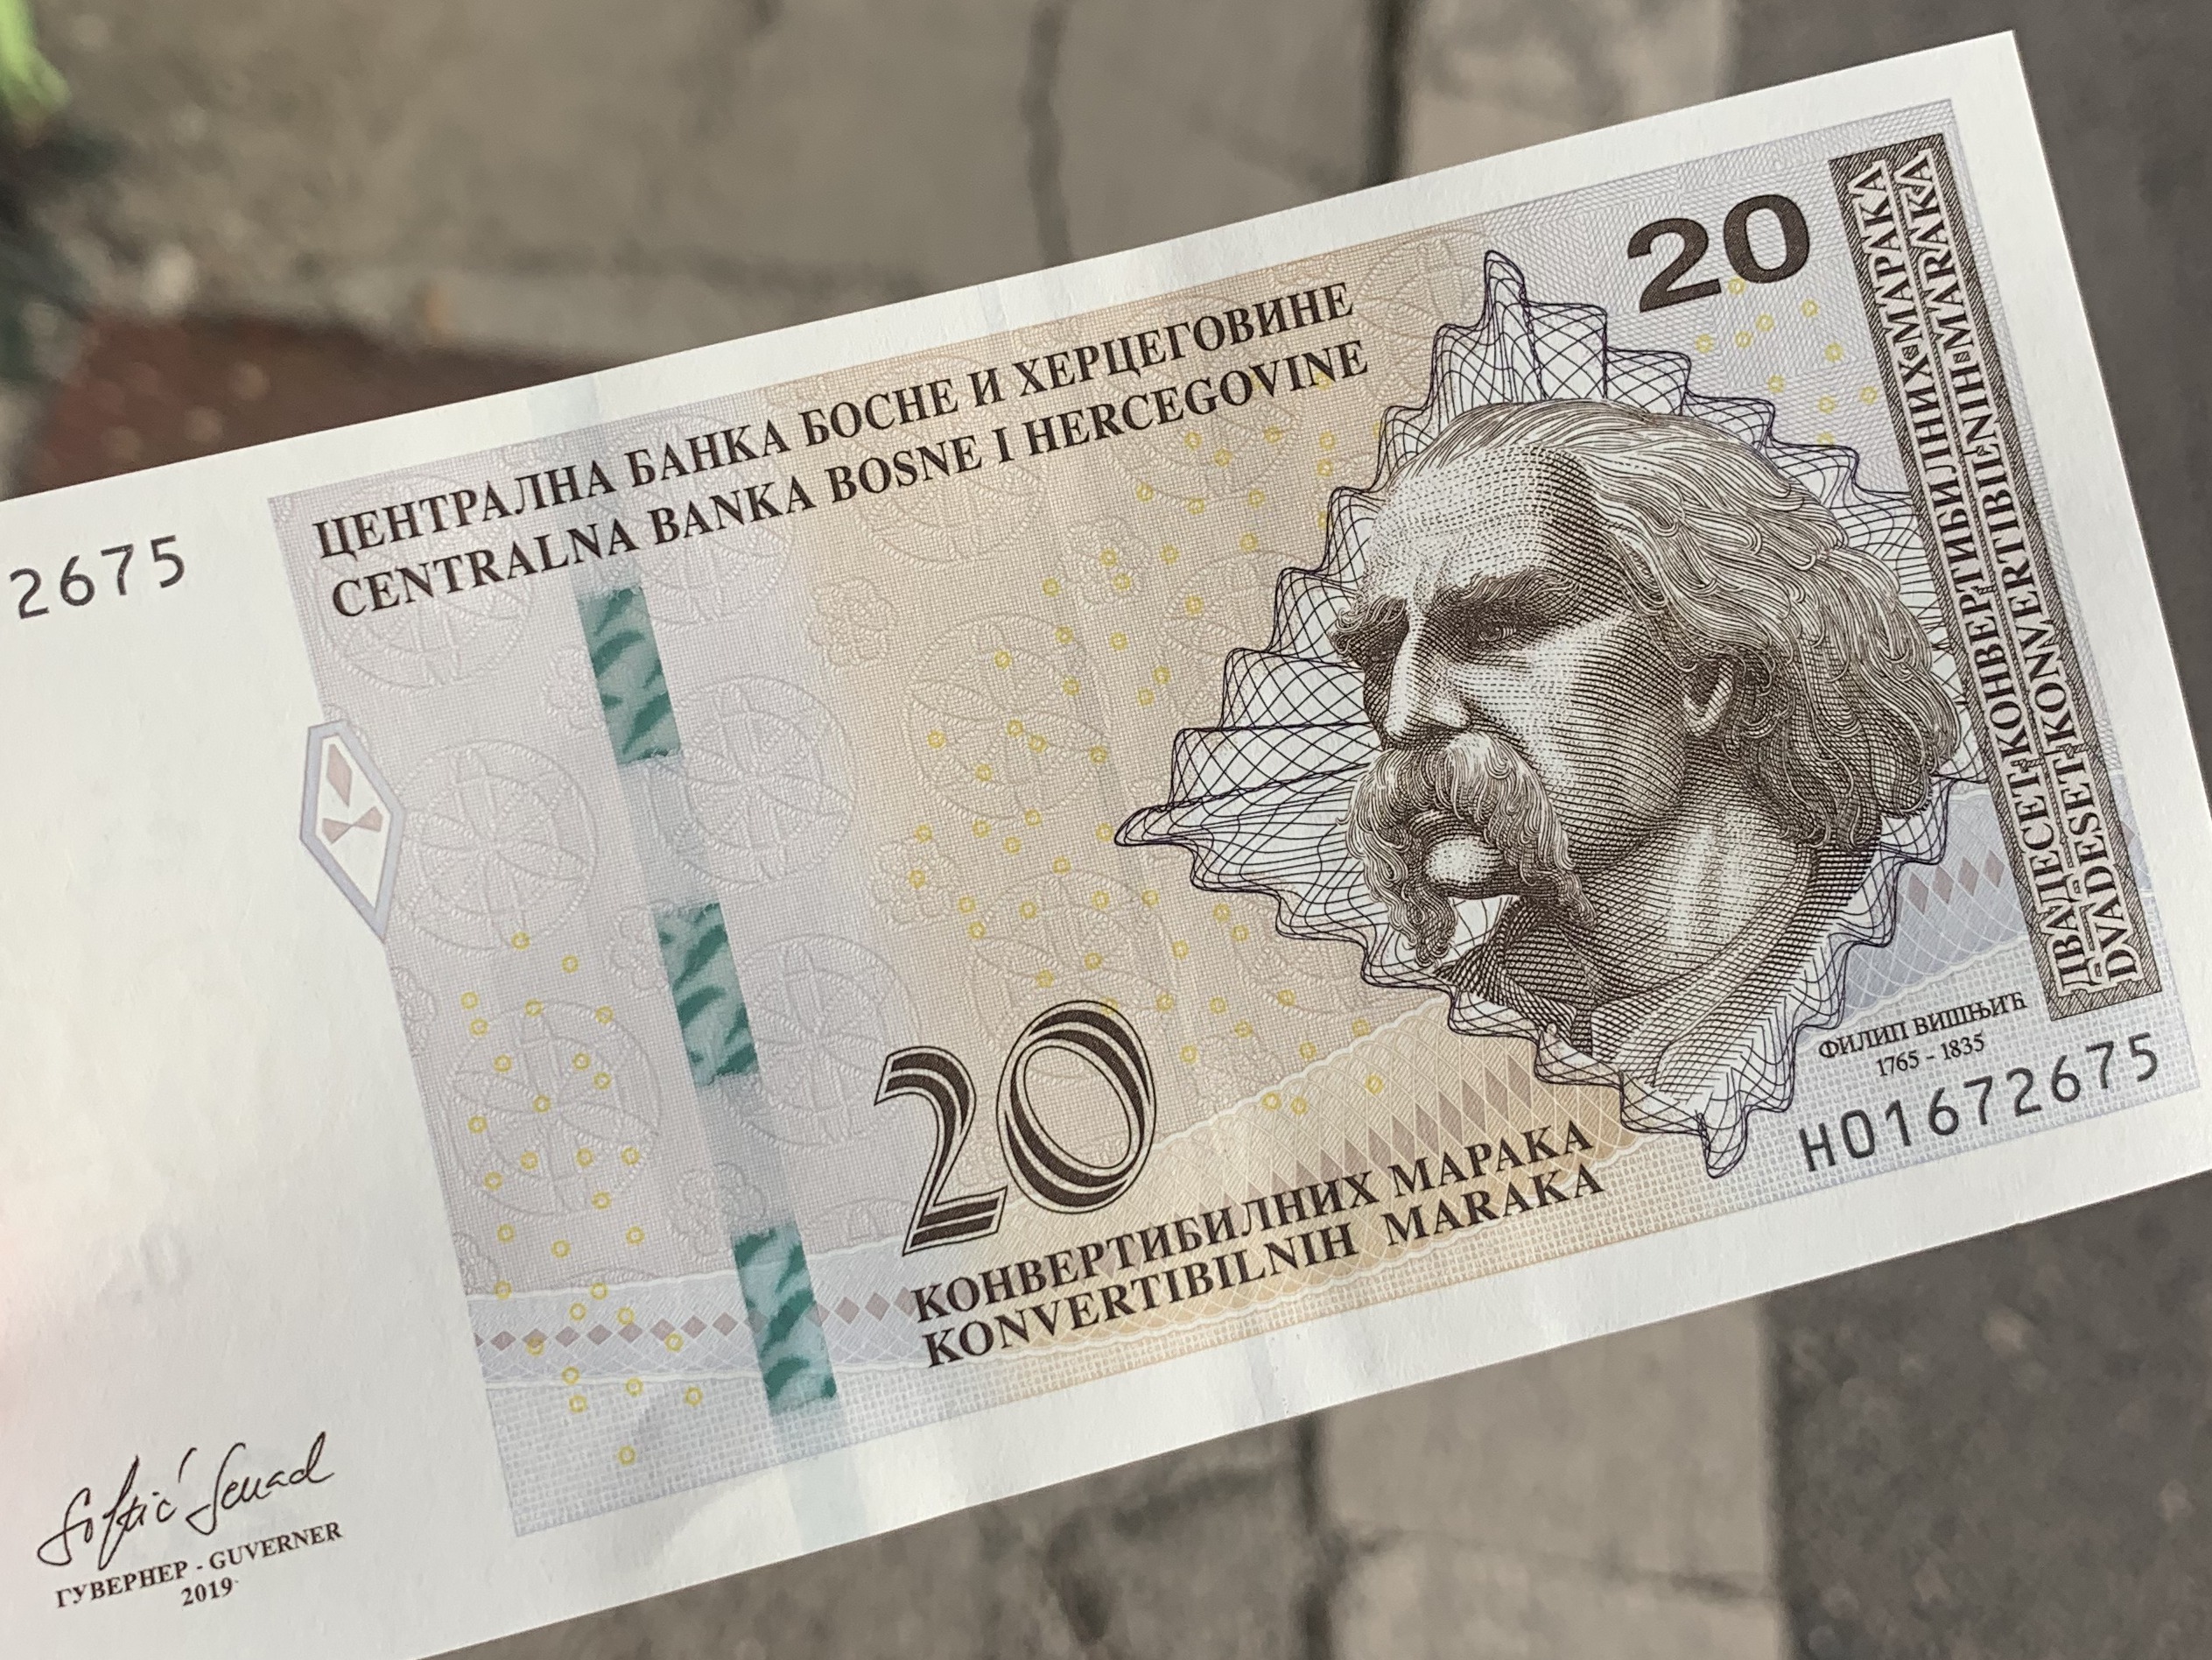 2675
ЦЕНТРАЛНА БАНКА БОСНЕ И ХЕРЦЕГОВИНЕ
CENTRALNA BANKA BOSNE I HERCEGOVINE
20
20
КОНВЕРТИБИЛНИХ МАРАКА
KONVERTIBILNIH MARAKA
ДВАДЕСЕТ КОНВЕРТИБИЛНИХ МАРАКА
DVADESET KONVERTIBILNIH MARAKA
ФИЛИП ВИШЊИЋ
1765 - 1835
H01672675
Softić Senad
ГУВЕРНЕР - GUVERNER
2019